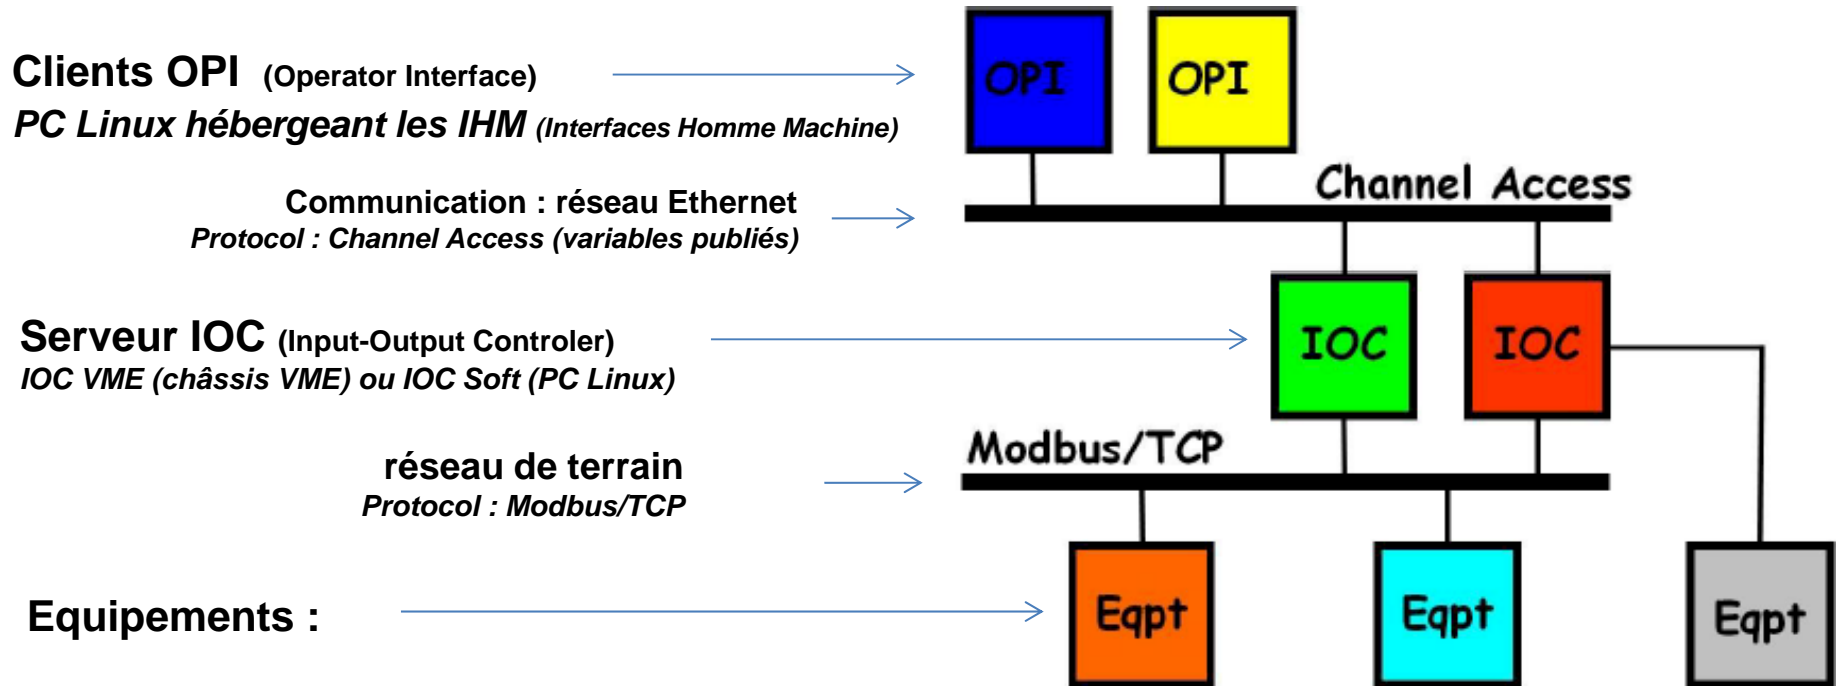 Clients OPI (Operator Interface)
PC Linux hébergeant les IHM (Interfaces Homme Machine)
OPI
OPI
Channel Access
Communication : réseau Ethernet
Protocol : Channel Access (variables publiés)
Serveur IOC (Input-Output Controler)
IOC VME (châssis VME) ou IOC Soft (PC Linux)
IOC
IOC
Modbus/TCP
réseau de terrain
Protocol : Modbus/TCP
Equipements :
Eqpt
Eqpt
Eqpt